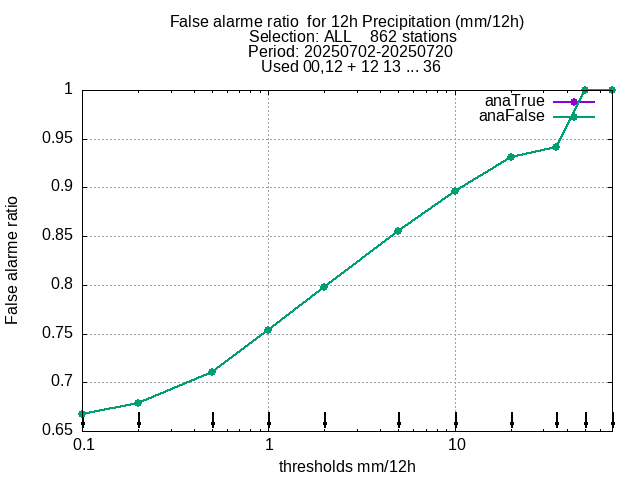 False alarme ratio  for 12h Precipitation (mm/12h)
Selection: ALL    862 stations
Period: 20250702-20250720
Used 00,12 + 12 13 ... 36
anaTrue
anaFalse
1
0.95
0.9
0.85
0.8
0.75
0.7
0.65
False alarme ratio
0.1 1 10
thresholds mm/12h